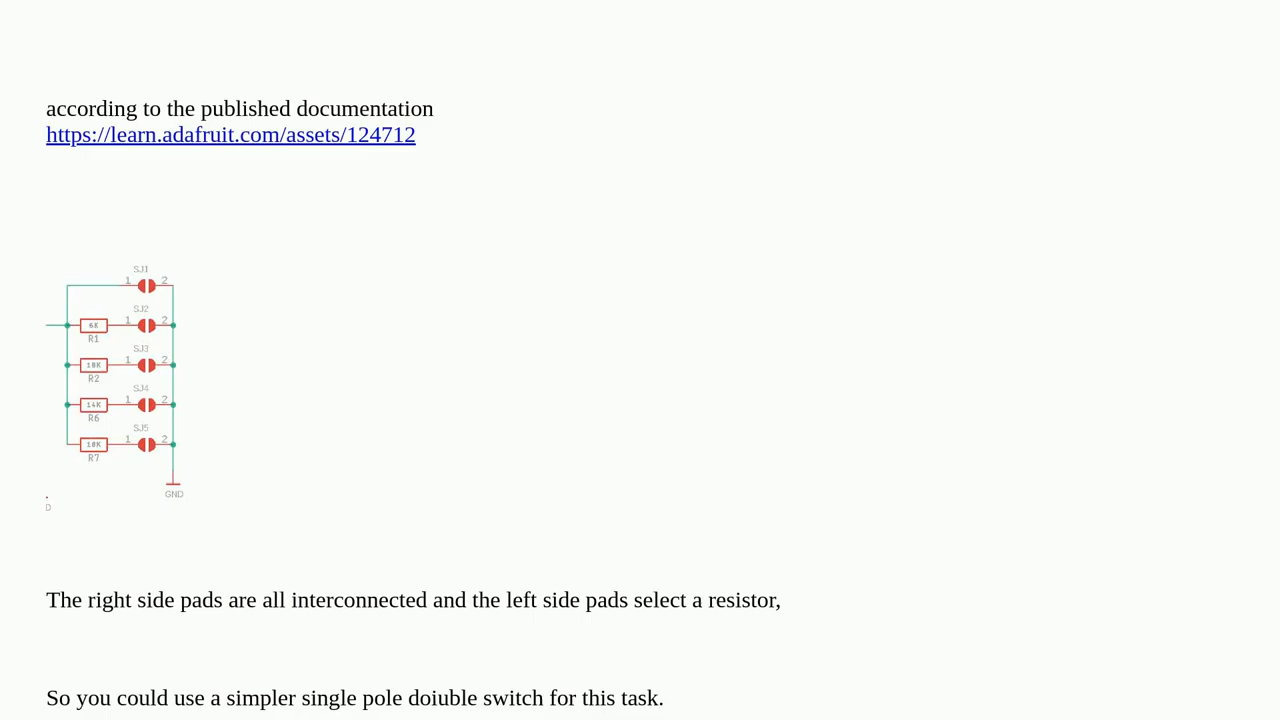 according to the published documentation
https://learn.adafruit.com/assets/124712
SJ1
1 2
SJ2
6K 1 2
R1
SJ3
1 2
R2
SJ4
14K 1 2
R6
SJ5
1 2
R7
GND
D
The right side pads are all interconnected and the left side pads select a resistor,
So you could use a simpler single pole doiuble switch for this task.